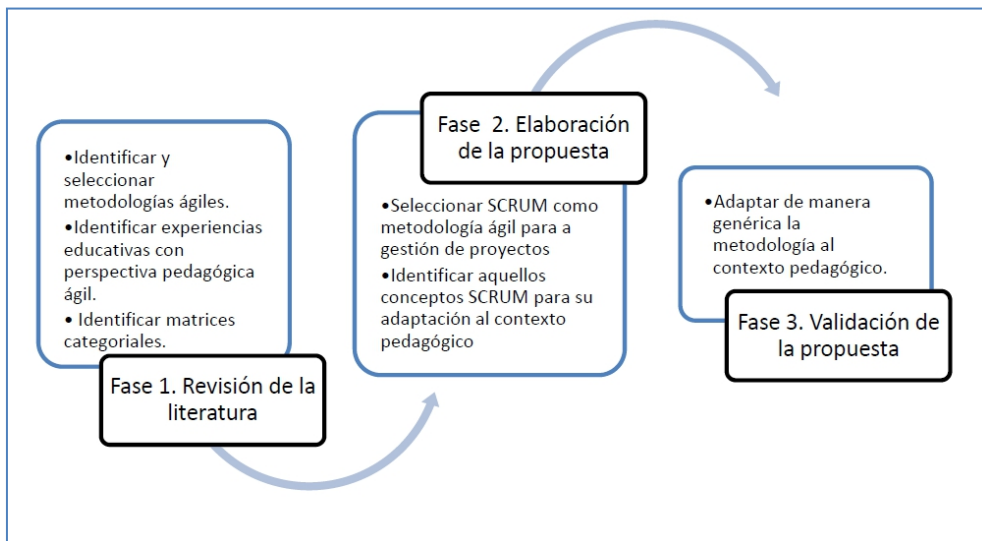 •Identificar y
seleccionar
metodologías ágiles.
•Identificar experiencias
educativas con
perspectiva pedagógica
ágil.
• Identificar matrices
categoriales.
Fase 1. Revisión de la
literatura
Fase 2. Elaboración
de la propuesta
•Seleccionar SCRUM como
metodología ágil para a
gestión de proyectos
•Identificar aquellos
conceptos SCRUM para su
adaptación al contexto
pedagógico
•Adaptar de manera
genérica la
metodología al
contexto pedagógico.
Fase 3. Validación de
la propuesta